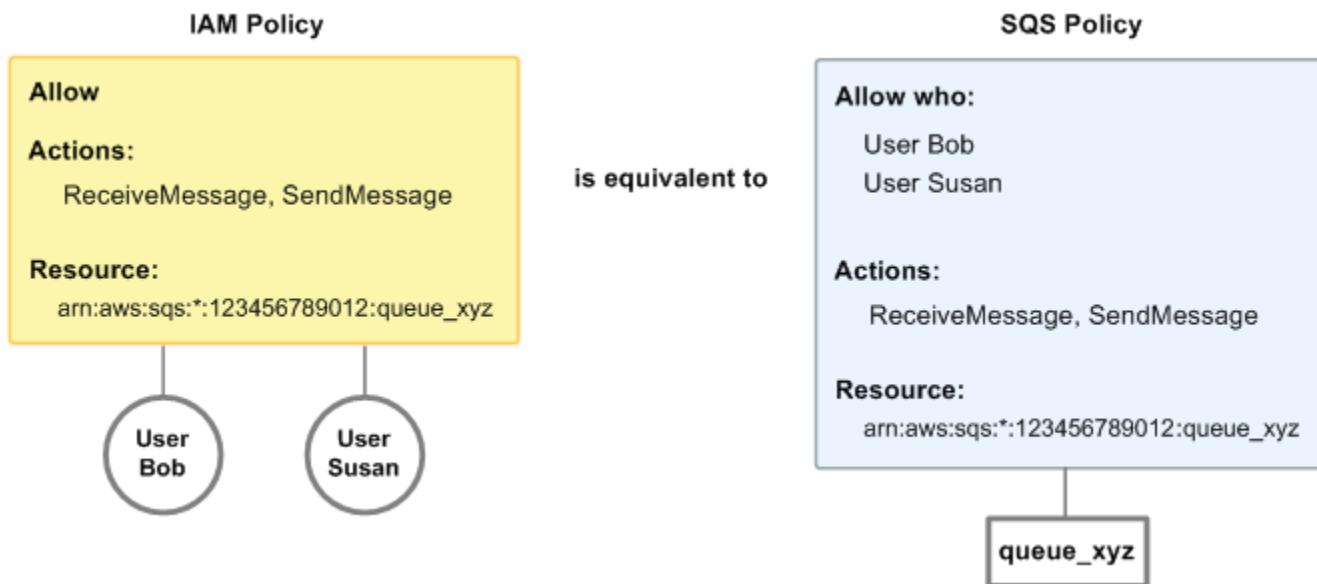 IAM Policy
Allow
Actions:
ReceiveMessage, SendMessage
Resource:
arn:aws:sqs:*:123456789012:queue_xyz
User
Bob
User
Susan
is equivalent to
SQS Policy
Allow who:
User Bob
User Susan
Actions:
ReceiveMessage, SendMessage
Resource:
arn:aws:sqs:*:123456789012:queue_xyz
queue_xyz